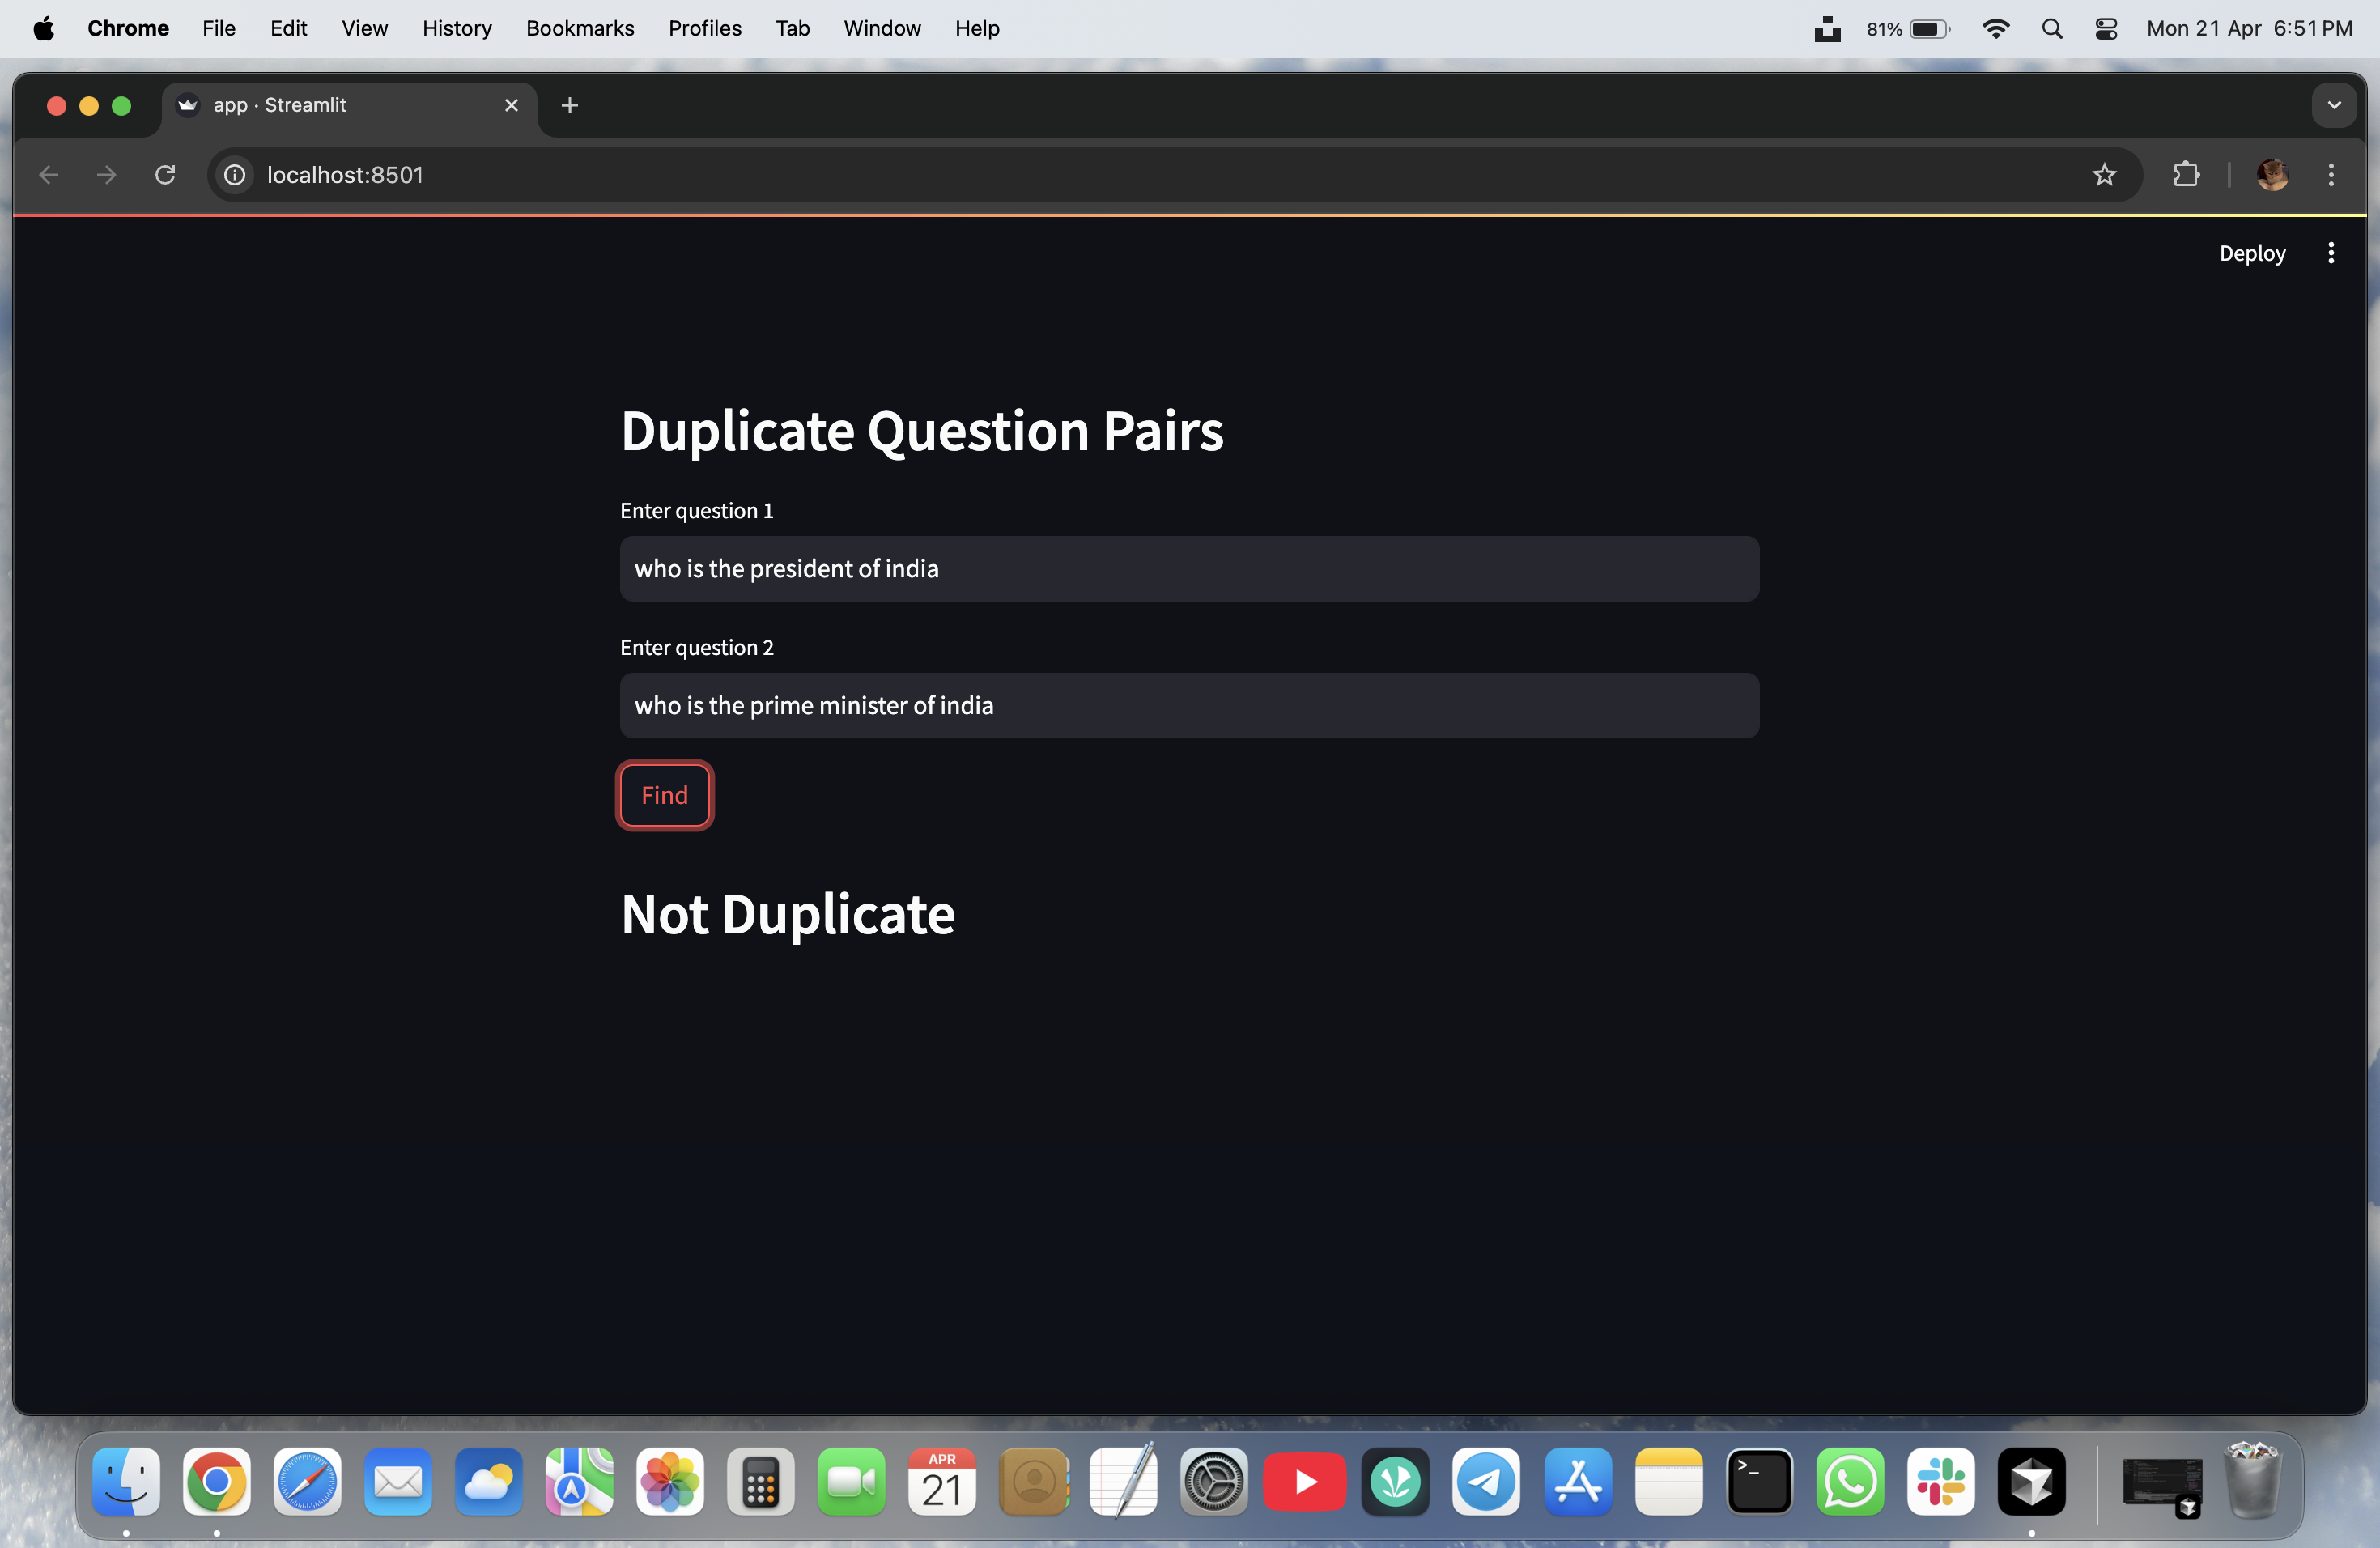 Chrome File Edit View History Bookmarks Profiles Tab Window Help 81% Mon 21 Apr 6:51 PM
app · Streamlit
localhost:8501
Deploy
Duplicate Question Pairs
Enter question 1
who is the president of india
Enter question 2
who is the prime minister of india
Find
Not Duplicate
APR
21
>_